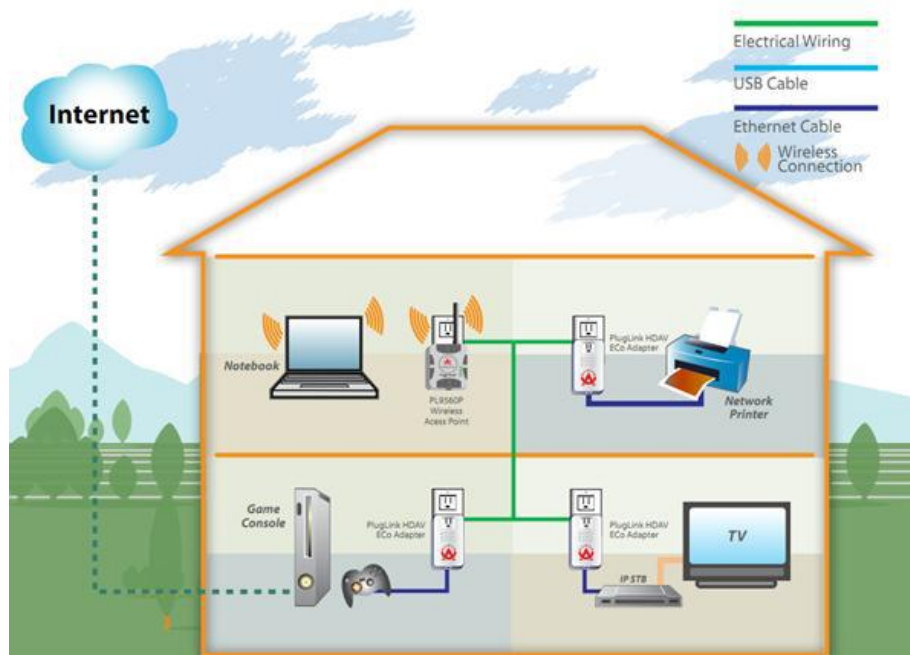 Internet
Electrical Wiring
USB Cable
Ethernet Cable
Wireless
Connection
Notebook
PL9560P
Wireless
Acess Point
PlugLink HDAV
ECo Adapter
Network
Printer
Game
Console
PlugLink HDAV
ECo Adapter
PlugLink HDAV
ECo Adapter
IP STB
TV